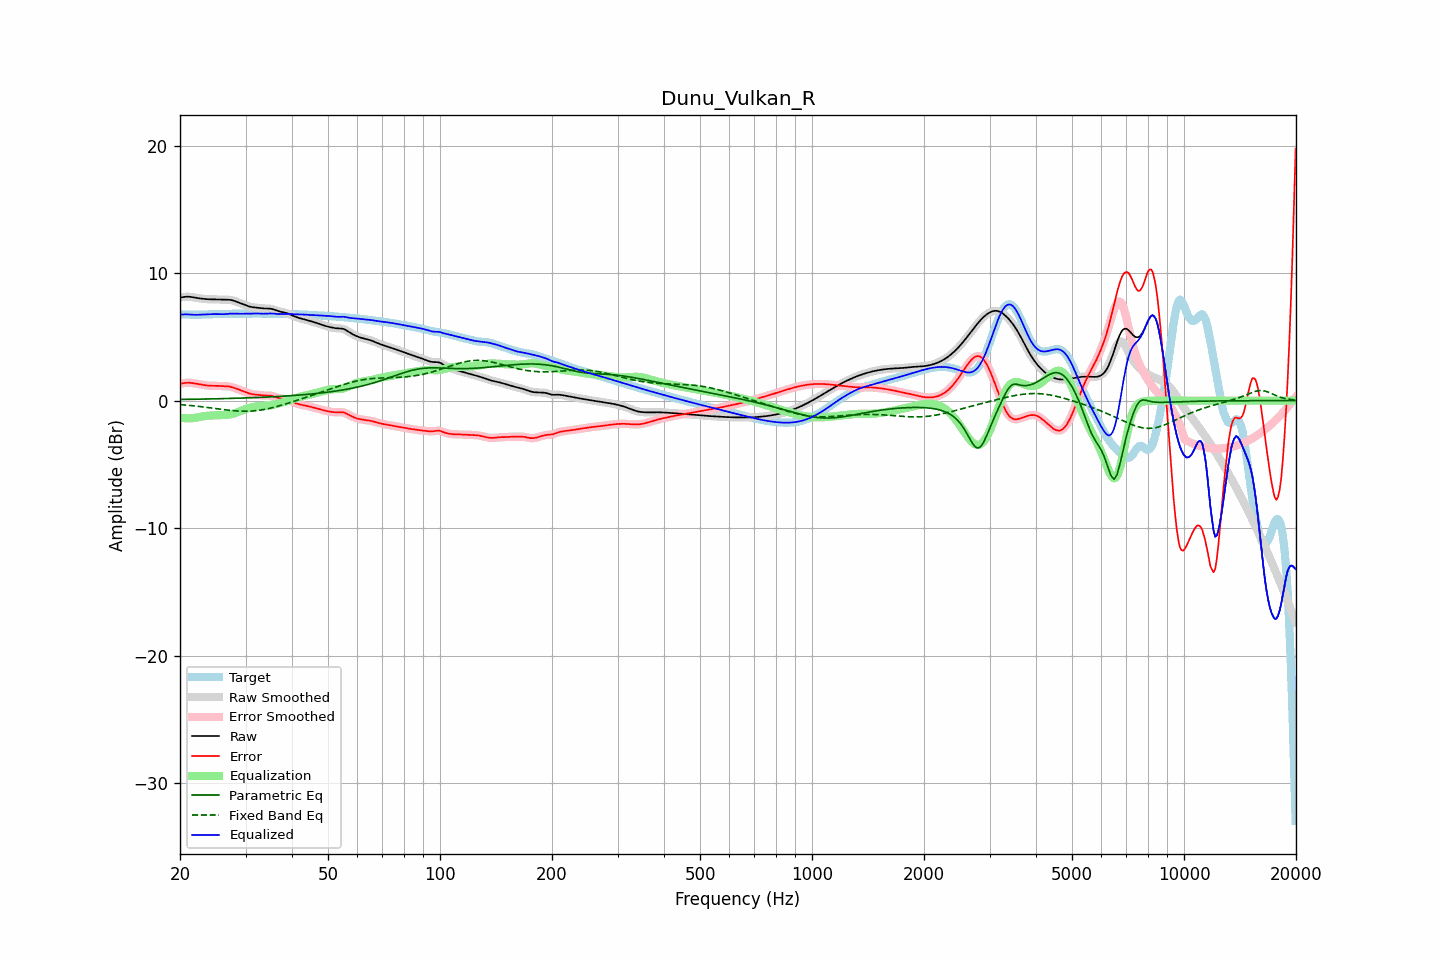 Dunu_Vulkan_R
20
10
0
−10
−20
−30
Amplitude (dBr)
Target
Raw Smoothed
Error Smoothed
Raw
Error
Equalization
Parametric Eq
Fixed Band Eq
Equalized
20 50 100 200 500 1000 2000 5000 10000 20000
Frequency (Hz)